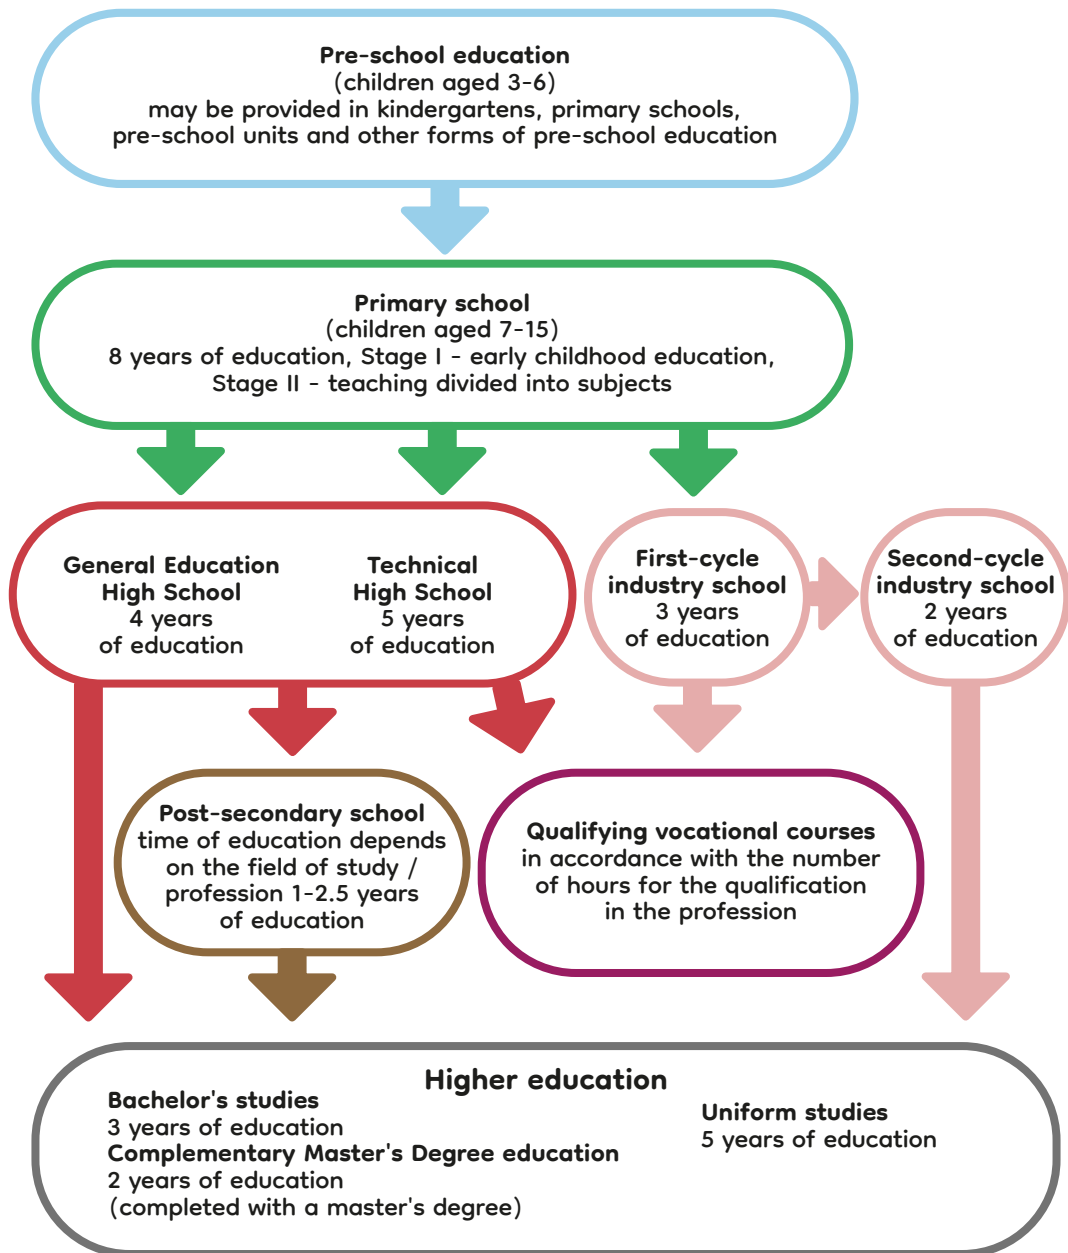 Pre-school education
(children aged 3-6)
may be provided in kindergartens, primary schools,
pre-school units and other forms of pre-school education
Primary school
(children aged 7-15)
8 years of education, Stage I - early childhood education,
Stage II - teaching divided into subjects
General Education
High School
4 years
of education
Technical
High School
5 years
of education
First-cycle
industry school
3 years
of education
Second-cycle
industry school
2 years
of education
Post-secondary school
time of education depends
on the field of study /
profession 1-2.5 years
of education
Qualifying vocational courses
in accordance with the number
of hours for the qualification
in the profession
Higher education
Bachelor's studies
3 years of education
Complementary Master's Degree education
2 years of education
(completed with a master's degree)
Uniform studies
5 years of education